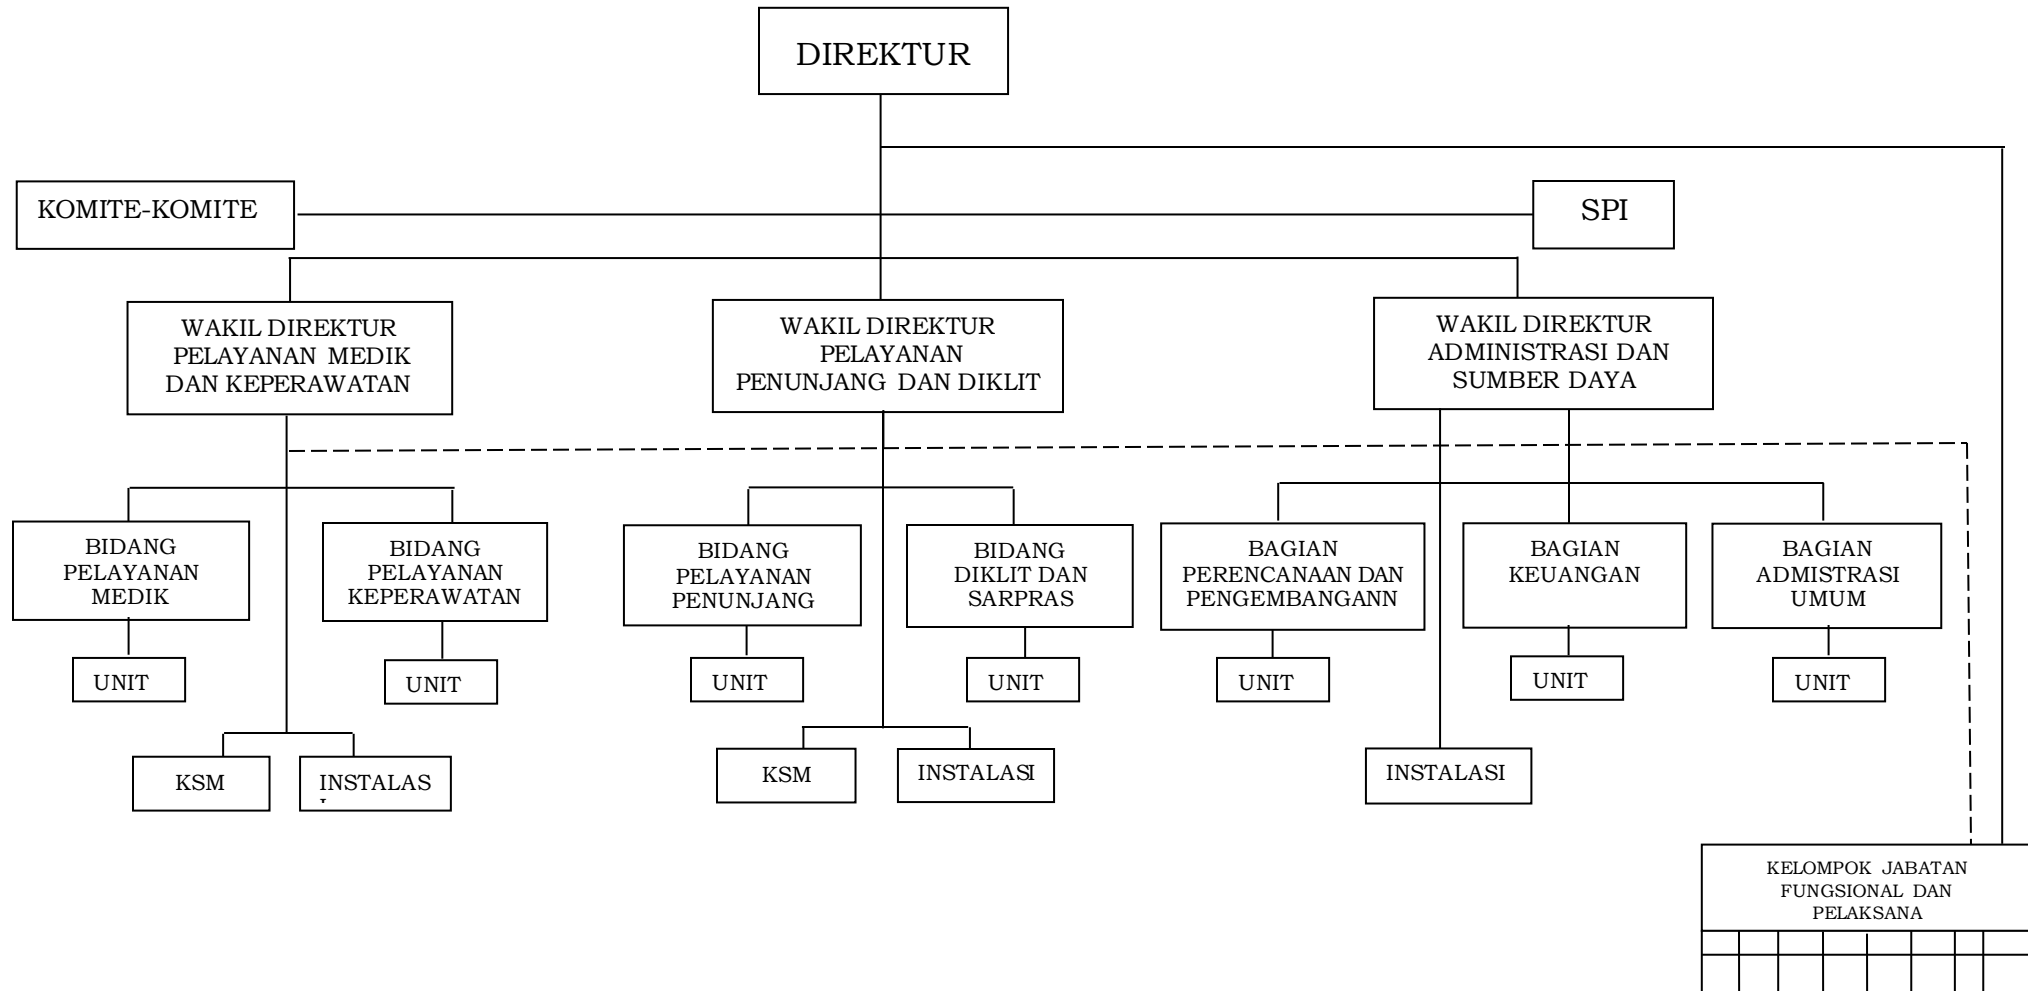 DIREKTUR
KOMITE-KOMITE
SPI
WAKIL DIREKTUR
PELAYANAN MEDIK
DAN KEPERAWATAN
WAKIL DIREKTUR
PELAYANAN
PENUNJANG DAN DIKLIT
WAKIL DIREKTUR
ADMINISTRASI DAN
SUMBER DAYA
BIDANG
PELAYANAN
MEDIK
BIDANG
PELAYANAN
KEPERAWATAN
BIDANG
PELAYANAN
PENUNJANG
BIDANG
DIKLIT DAN
SARPRAS
BAGIAN
PERENCANAAN DAN
PENGEMBANGANN
BAGIAN
KEUANGAN
BAGIAN
ADMISTRASI
UMUM
UNIT
UNIT
UNIT
UNIT
UNIT
UNIT
UNIT
KSM
INSTALAS
KSM
INSTALASI
INSTALASI
KELOMPOK JABATAN
FUNGSIONAL DAN
PELAKSANA